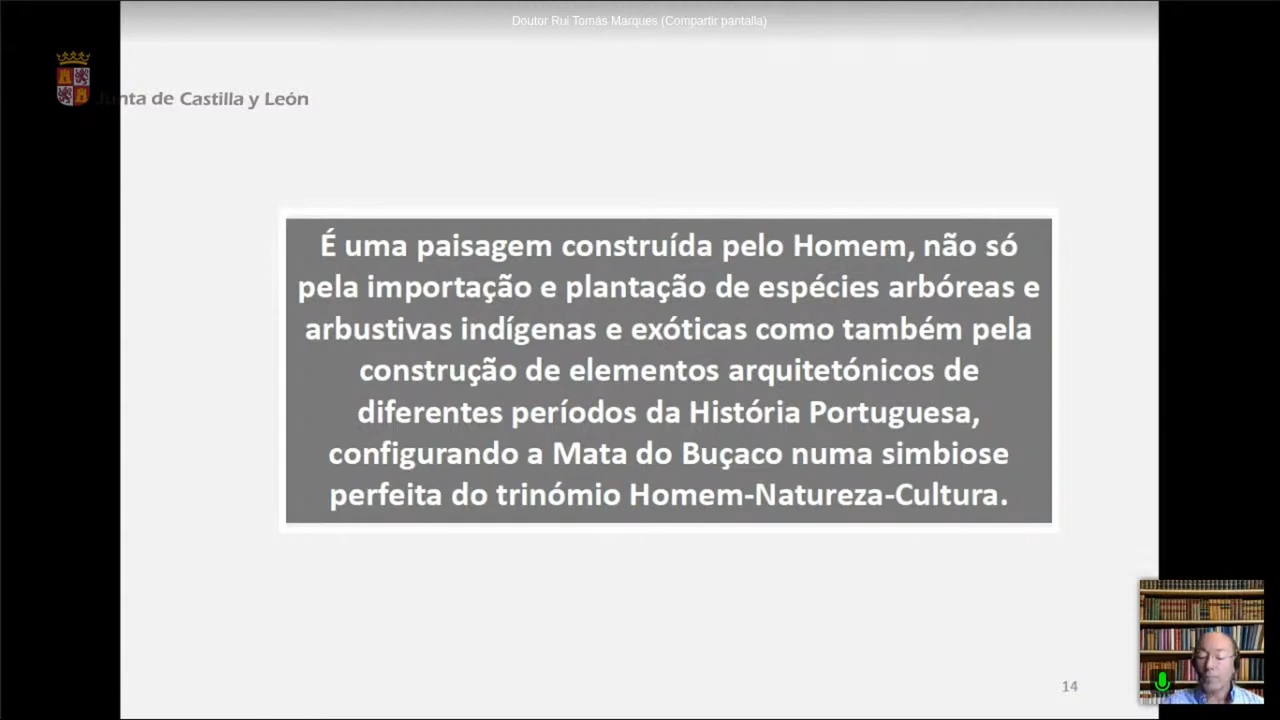 Doutor Rui Tomás Marques (Compartir pantalla)
Junta de Castilla y León
É uma paisagem construída pelo Homem, não só
pela importação e plantação de espécies arbóreas e
arbustivas indígenas e exóticas como também pela
construção de elementos arquitetónicos de
diferentes períodos da História Portuguesa,
configurando a Mata do Buçaco numa simbiose
perfeita do trinómio Homem-Natureza-Cultura.
14